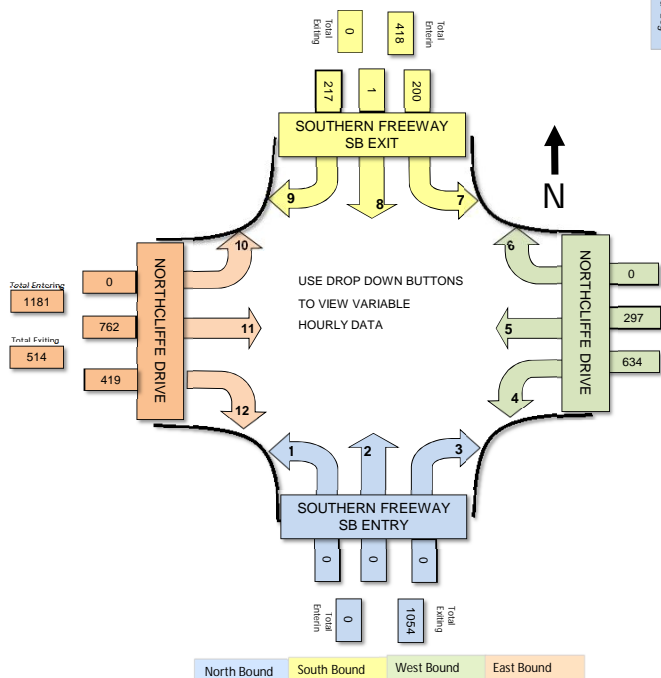 Total
Exiting
0
418
Total
Enterin
217
1
200
SOUTHERN FREEWAY
SB EXIT
N
9
8
7
10
6
NORTHCLIFFE DRIVE
Total Entering
1181
0
762
Total Exiting
514
419
USE DROP DOWN BUTTONS
TO VIEW VARIABLE
HOURLY DATA
11
5
12
4
NORTHCLIFFE DRIVE
0
297
634
1
2
3
SOUTHERN FREEWAY
SB ENTRY
0
0
0
Total
Enterin
0
1054
Total
Exiting
North Bound
South Bound
West Bound
East Bound